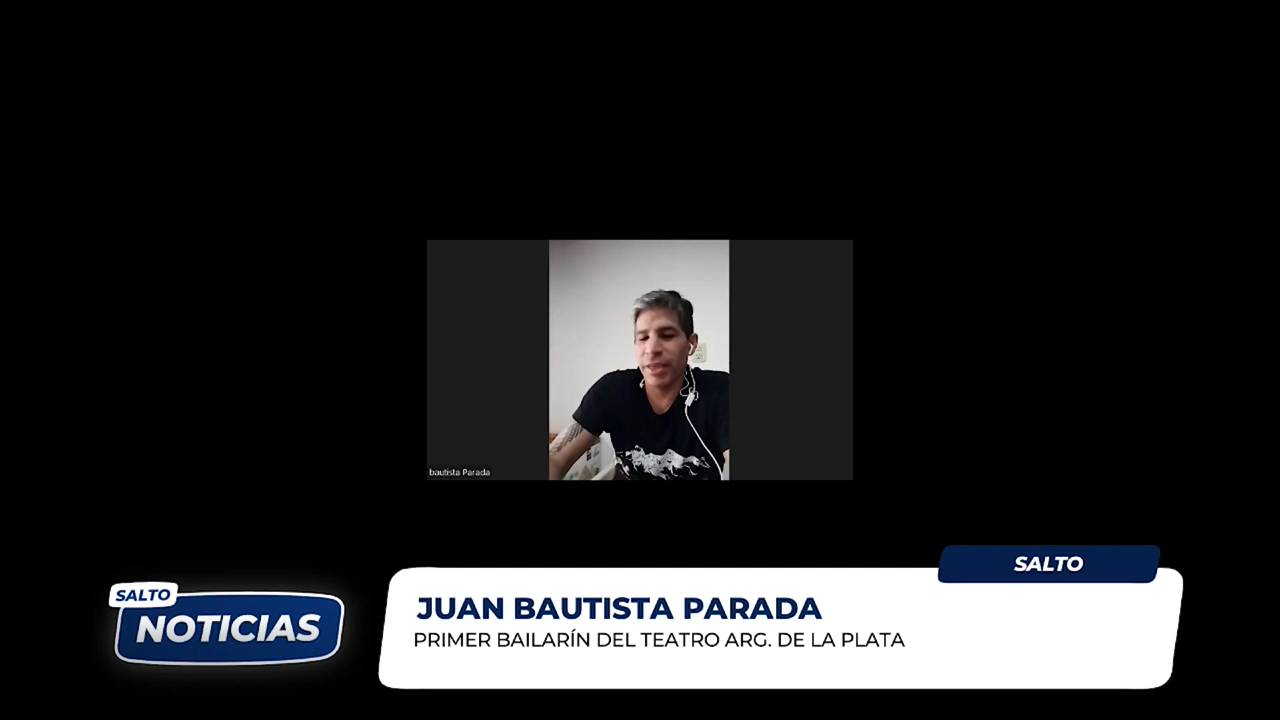 bautista Parada
SALTO
SALTO
NOTICIAS
JUAN BAUTISTA PARADA
PRIMER BAILARÍN DEL TEATRO ARG. DE LA PLATA